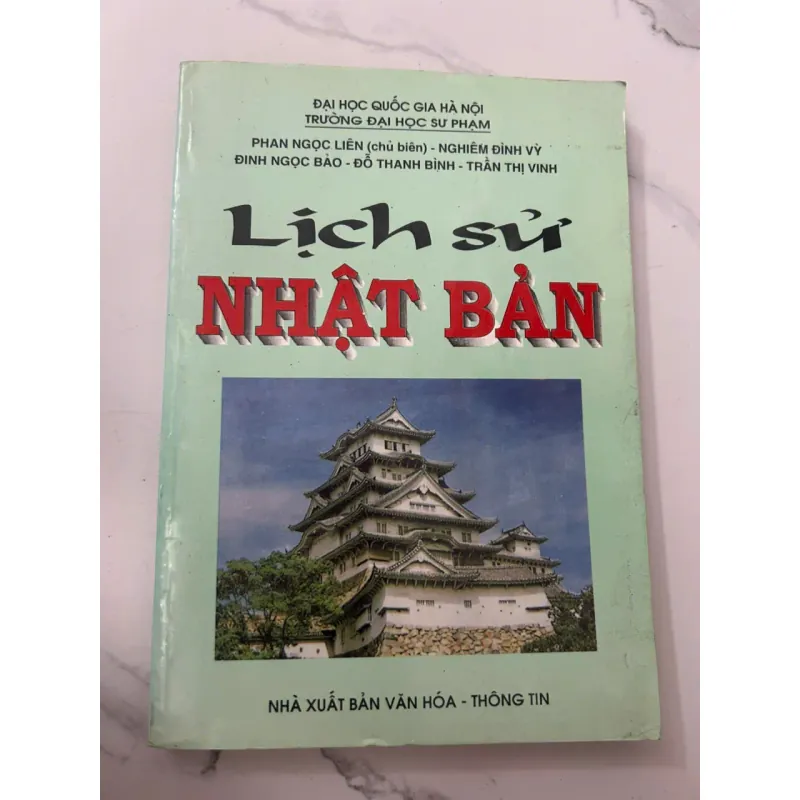 ĐẠI HỌC QUỐC GIA HÀ NỘI
TRƯỜNG ĐẠI HỌC SƯ PHẠM
PHAN NGỌC LIÊN (chủ biên) - NGHIÊM ĐÌNH VỲ
ĐINH NGỌC BẢO - ĐỖ THANH BÌNH - TRẦN THỊ VINH
Lịch sử
NHẬT BẢN
NHÀ XUẤT BẢN VĂN HÓA - THÔNG TIN